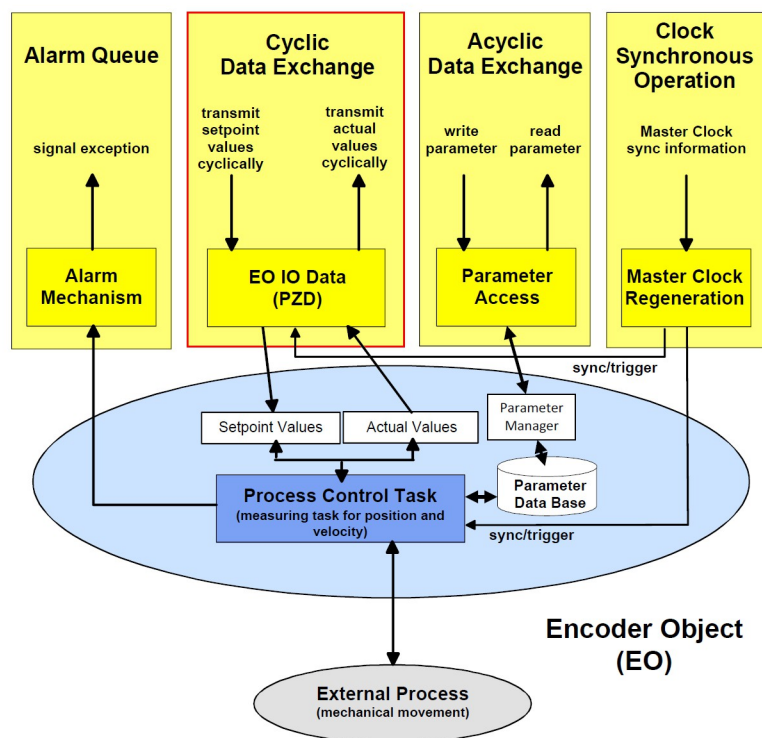 Alarm Queue
signal exception
Alarm
Mechanism
Cyclic
Data Exchange
transmit
setpoint
values
cyclically
transmit
actual
values
cyclically
EO IO Data
(PZD)
Acyclic
Data Exchange
write
parameter
read
parameter
Parameter
Access
Clock
Synchronous
Operation
Master Clock
sync information
Master Clock
Regeneration
sync/trigger
Setpoint Values
Actual Values
Parameter
Manager
Process Control Task
(measuring task for position and
velocity)
Parameter
Data Base
sync/trigger
Encoder Object
(EO)
External Process
(mechanical movement)